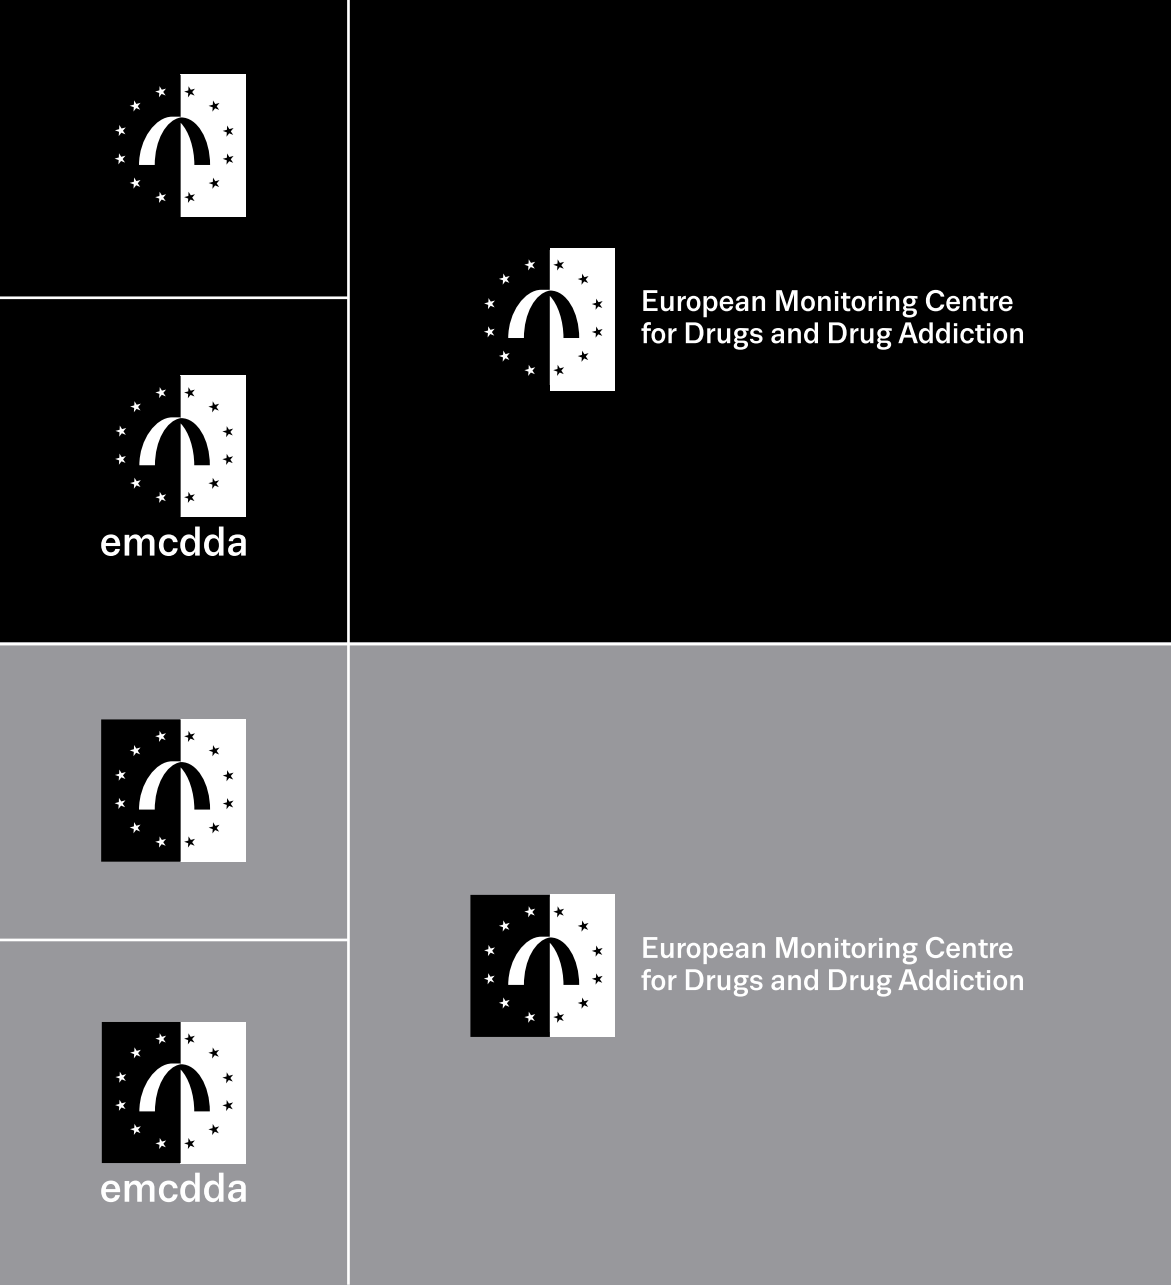 European Monitoring Centre
for Drugs and Drug Addiction
emcdda
European Monitoring Centre
for Drugs and Drug Addiction
emcdda